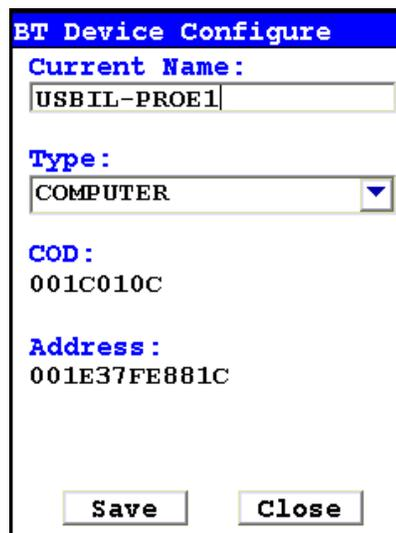 BT Device Configure
Current Name:
USBIL-PROE1
Type:
COMPUTER
COD:
001C010C
Address:
001E37FE881C
Save Close